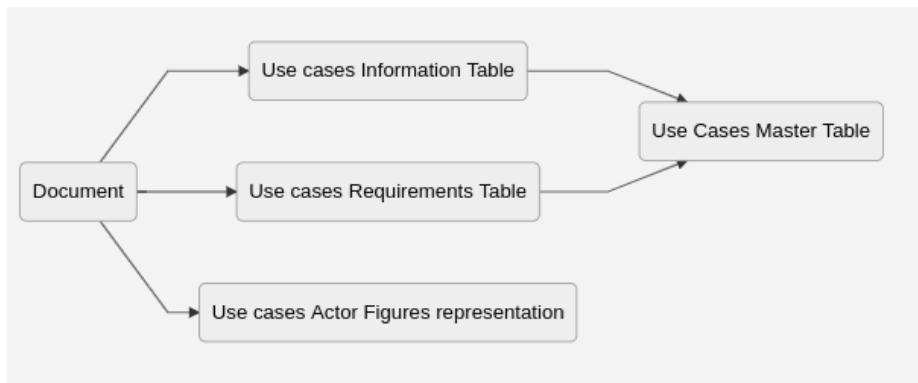 Use cases Information Table
Use Cases Master Table
Document
Use cases Requirements Table
Use cases Actor Figures representation